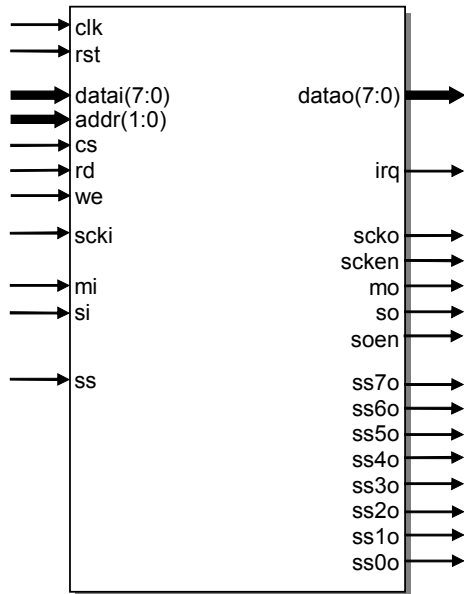 clk
rst
datai(7:0) datao(7:0)
addr(1:0)
cs
rd irq
we
scki scko
scken
mi mo
si so
soen
ss ss7o
ss6o
ss5o
ss4o
ss3o
ss2o
ss1o
ss0o